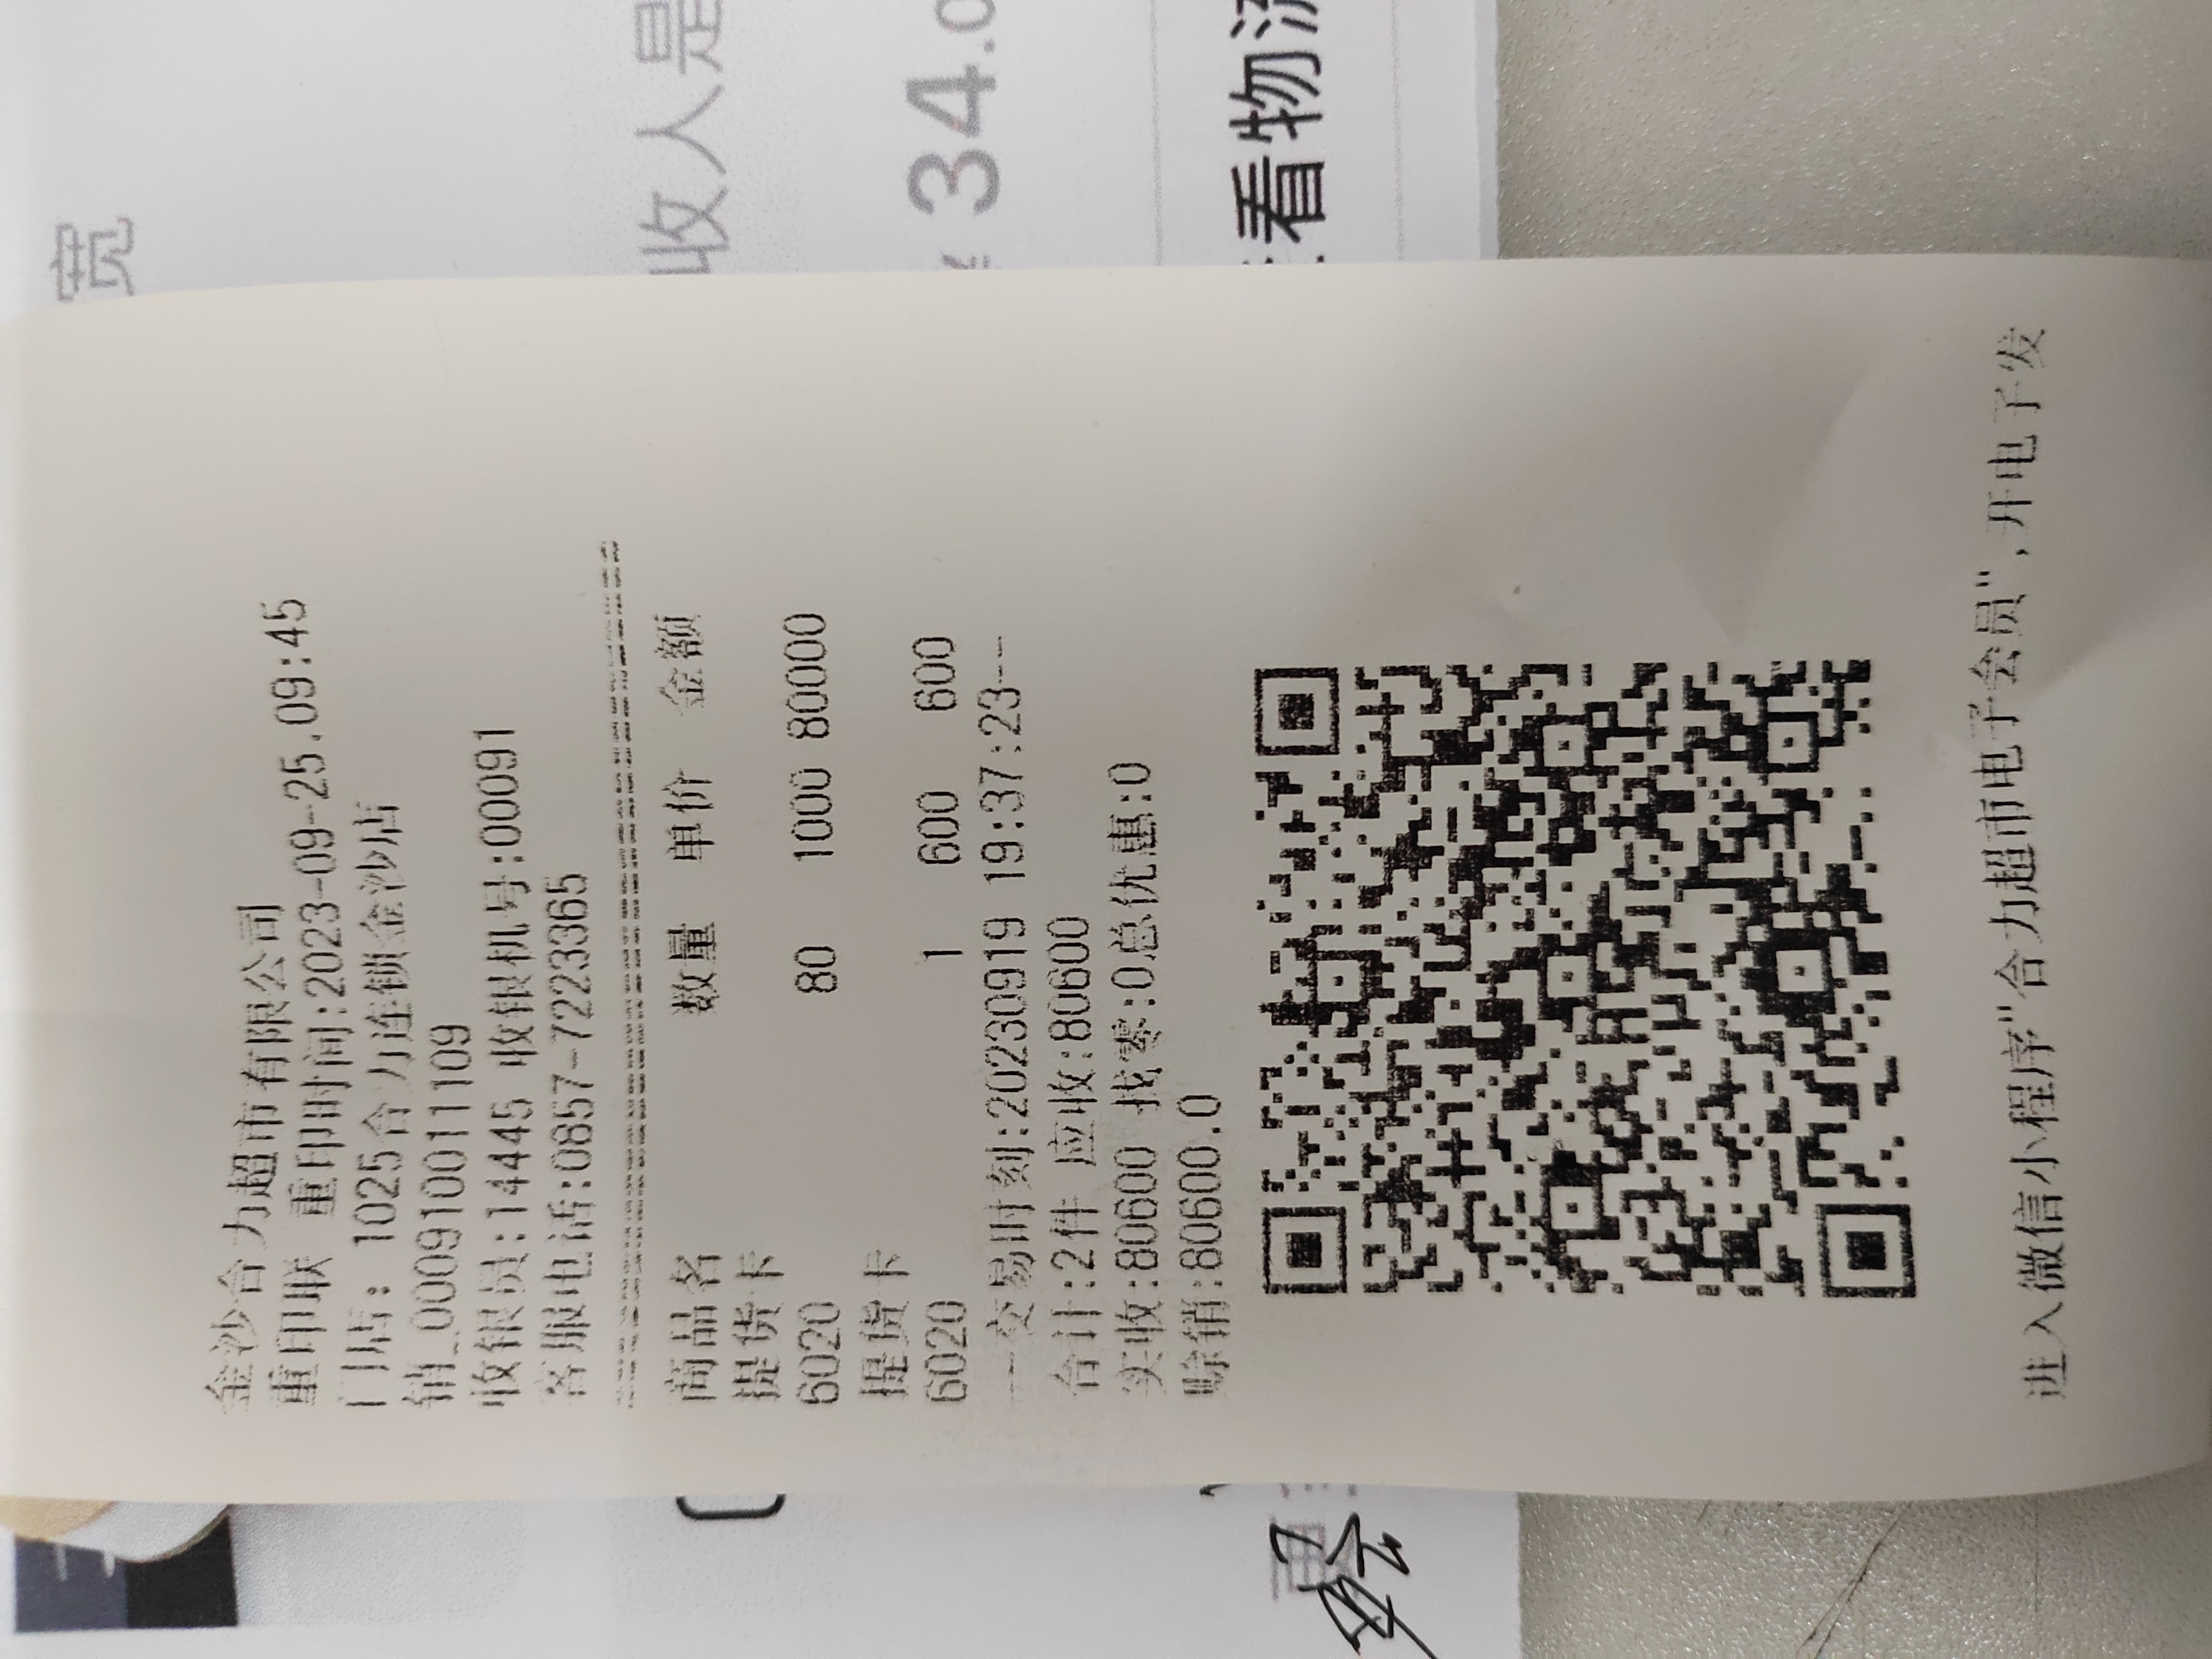 金沙合力超市有限公司
重印联 重印时间:2023-09-25.09:45
门店: 1025合力连锁金沙店
销_000910011109
收银员:14445 收银机号:00091
客服电话:0857-7223365
商品名 数量 单价 金额
提货卡
6020 80 1000 80000
提货卡
6020 1 600 600
--交易时刻:20230919 19:37:23--
合计:2件 应收:80600
实收:80600 找零:0总优惠:0
赊销:80600.0
进入微信小程序"合力超市电子会员",开电子发
宽
收人是
34.0
看物流